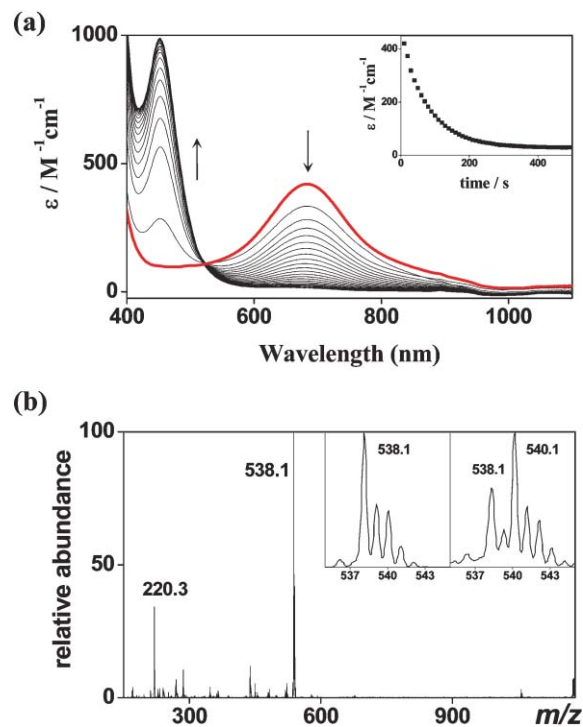 (a)
1000
500
0
ε / M⁻¹cm⁻¹
400 600 800 1000
Wavelength (nm)
400
200
0
ε / M⁻¹cm⁻¹
0 200 400
time / s
(b)
100
50
0
relative abundance
538.1
220.3
538.1
537 540 543
538.1
540.1
537 540 543
300 600 900 m/z